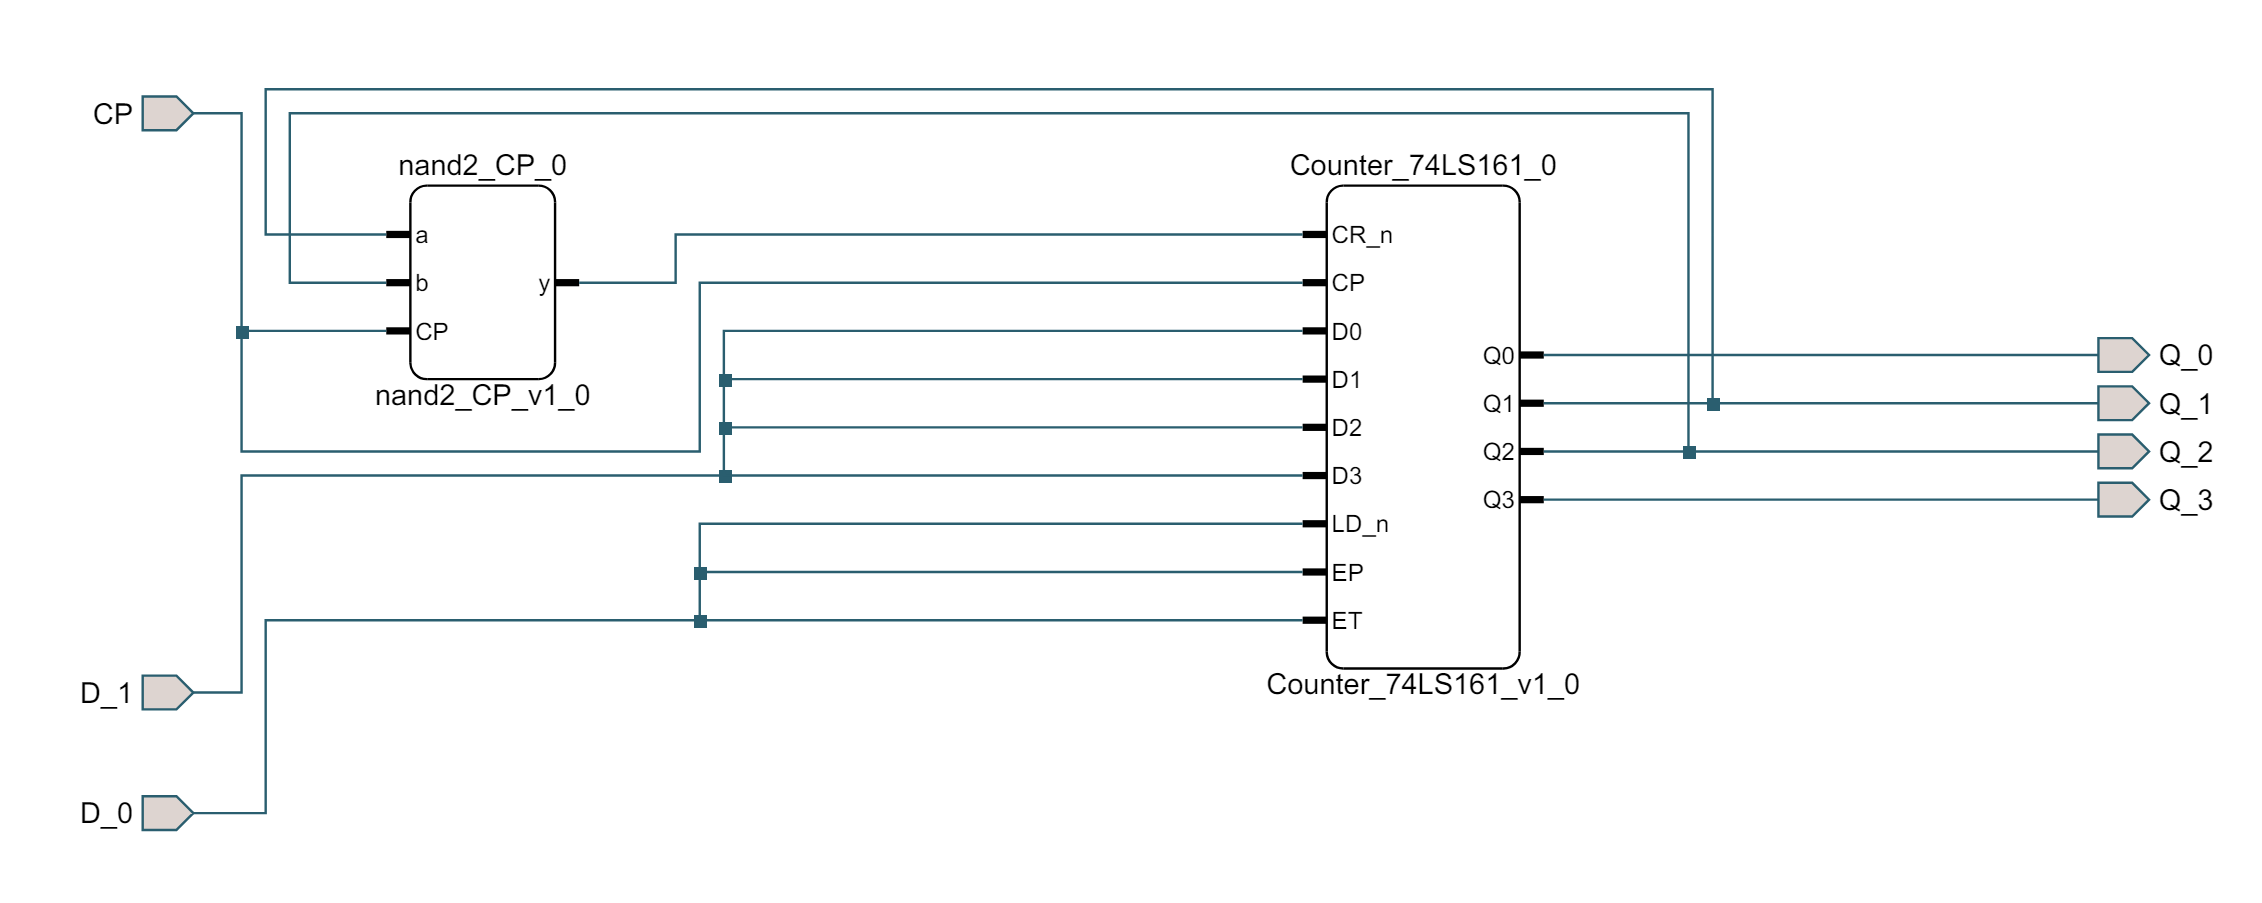 CP
nand2_CP_0
a
b
y
CP
nand2_CP_v1_0
Counter_74LS161_0
CR_n
CP
D0
D1
D2
D3
LD_n
EP
ET
Q0
Q1
Q2
Q3
Counter_74LS161_v1_0
Q_0
Q_1
Q_2
Q_3
D_1
D_0